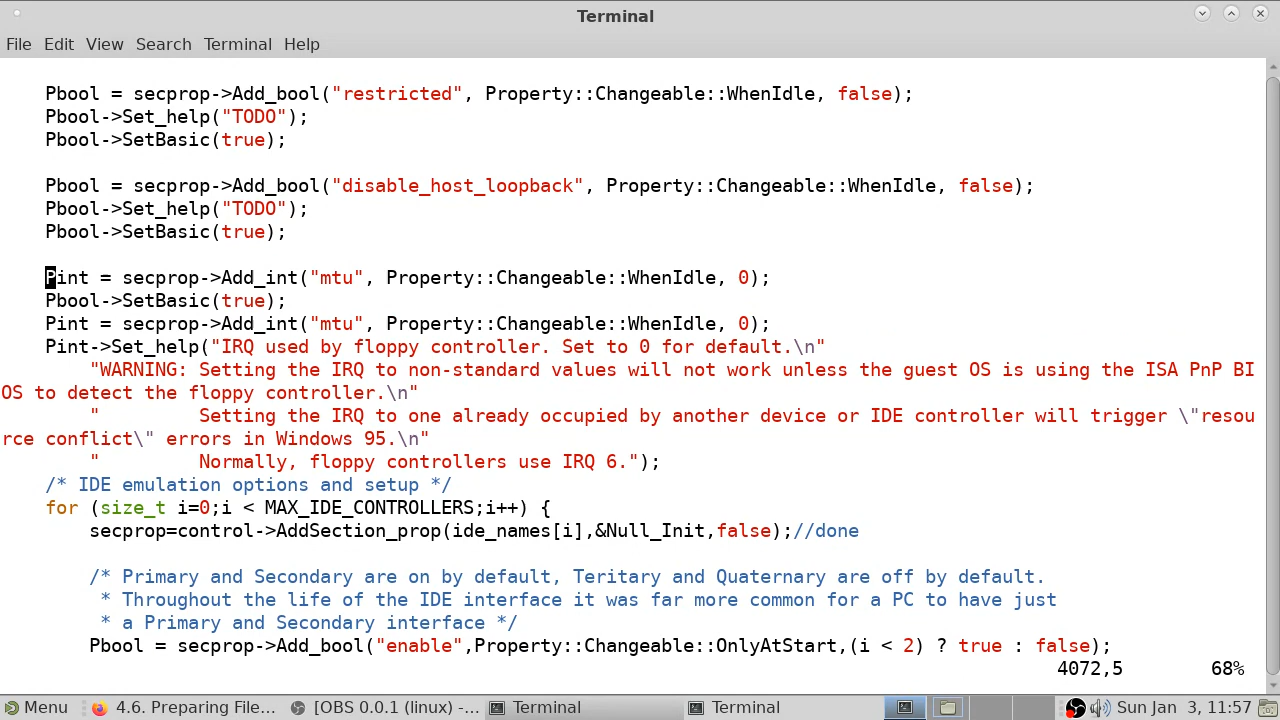 Terminal
File Edit View Search Terminal Help
Pbool = secprop->Add_bool("restricted", Property::Changeable::WhenIdle, false);
Pbool->Set_help("TODO");
Pbool->SetBasic(true);
Pbool = secprop->Add_bool("disable_host_loopback", Property::Changeable::WhenIdle, false);
Pbool->Set_help("TODO");
Pbool->SetBasic(true);
Pint = secprop->Add_int("mtu", Property::Changeable::WhenIdle, 0);
Pbool->SetBasic(true);
Pint = secprop->Add_int("mtu", Property::Changeable::WhenIdle, 0);
Pint->Set_help("IRQ used by floppy controller. Set to 0 for default.\n"
"WARNING: Setting the IRQ to non-standard values will not work unless the guest OS is using the ISA PnP BI
OS to detect the floppy controller.\n"
"         Setting the IRQ to one already occupied by another device or IDE controller will trigger \"resou
rce conflict\" errors in Windows 95.\n"
"         Normally, floppy controllers use IRQ 6.");
/* IDE emulation options and setup */
for (size_t i=0;i < MAX_IDE_CONTROLLERS;i++) {
secprop=control->AddSection_prop(ide_names[i],&Null_Init,false);//done
/* Primary and Secondary are on by default, Teritary and Quaternary are off by default.
* Throughout the life of the IDE interface it was far more common for a PC to have just
* a Primary and Secondary interface */
Pbool = secprop->Add_bool("enable",Property::Changeable::OnlyAtStart,(i < 2) ? true : false);
4072,5 68%
Menu 4.6. Preparing File... [OBS 0.0.1 (linux) -... Terminal Terminal Sun Jan 3, 11:57